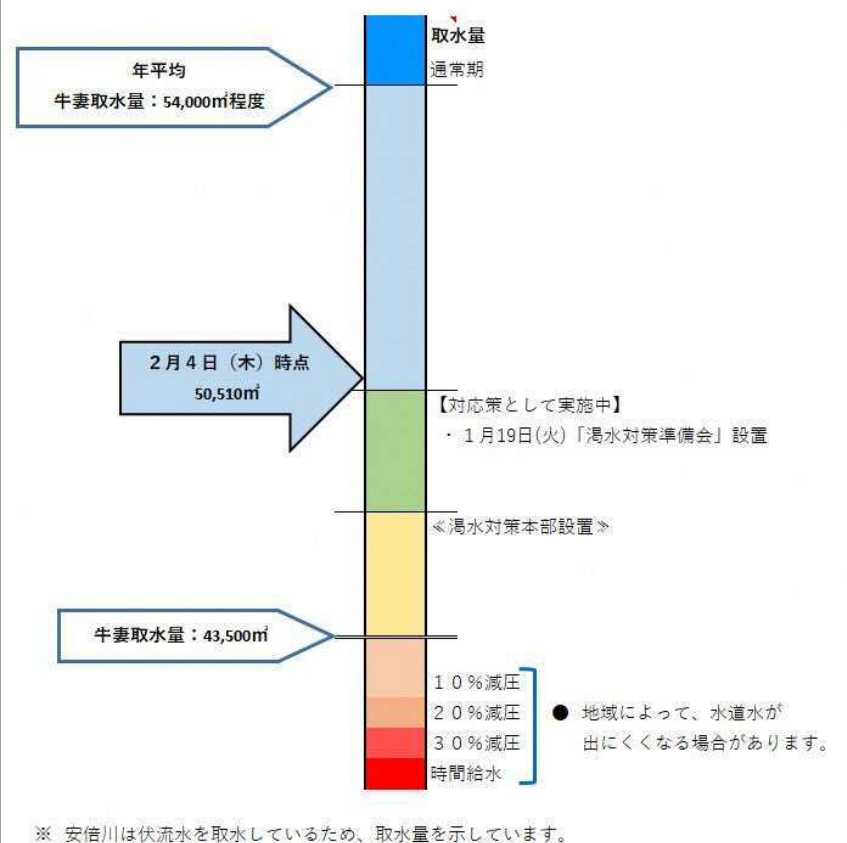 取水量
通常期
年平均
牛妻取水量：54,000㎥程度
2月4日（木）時点
50,510㎥
【対応策として実施中】
・１月19日(火)「渇水対策準備会」設置
≪渇水対策本部設置≫
牛妻取水量：43,500㎥
１０％減圧
２０％減圧
３０％減圧
時間給水
● 地域によって、水道水が
出にくくなる場合があります。
※ 安倍川は伏流水を取水しているため、取水量を示しています。